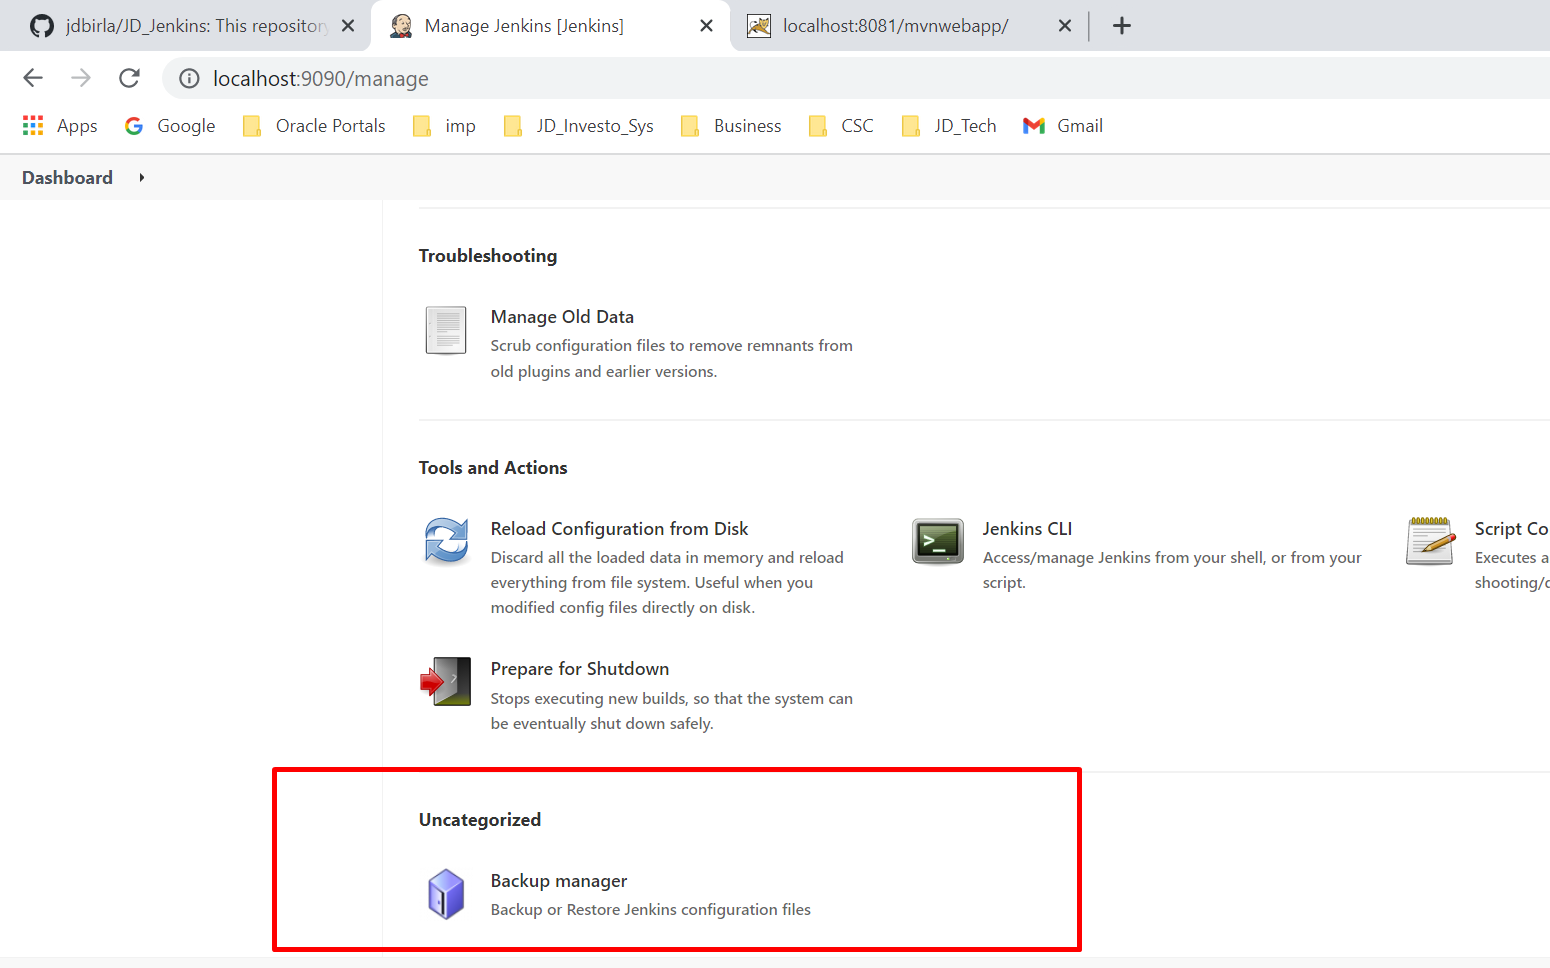 jdbirla/JD_Jenkins: This repository
Manage Jenkins [Jenkins]
localhost:8081/mvnwebapp/
localhost:9090/manage
Apps
Google
Oracle Portals
imp
JD_Investo_Sys
Business
CSC
JD_Tech
Gmail
Dashboard
Troubleshooting
Manage Old Data
Scrub configuration files to remove remnants from
old plugins and earlier versions.
Tools and Actions
Reload Configuration from Disk
Discard all the loaded data in memory and reload
everything from file system. Useful when you
modified config files directly on disk.
Jenkins CLI
Access/manage Jenkins from your shell, or from your
script.
Script Co
Executes a
shooting/
Prepare for Shutdown
Stops executing new builds, so that the system can
be eventually shut down safely.
Uncategorized
Backup manager
Backup or Restore Jenkins configuration files